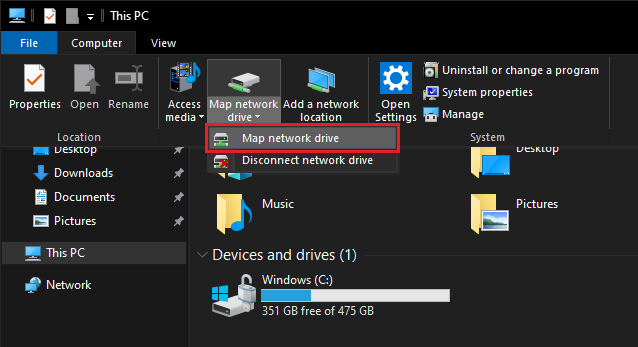 This PC
File
Computer
View
Properties
Open
Rename
Access
media
Map network
drive
Add a network
location
Open
Settings
Uninstall or change a program
System properties
Manage
Location
System
Map network drive
Disconnect network drive
Desktop
Downloads
Documents
Pictures
This PC
Network
Desktop
Music
Pictures
Devices and drives (1)
Windows (C:)
351 GB free of 475 GB